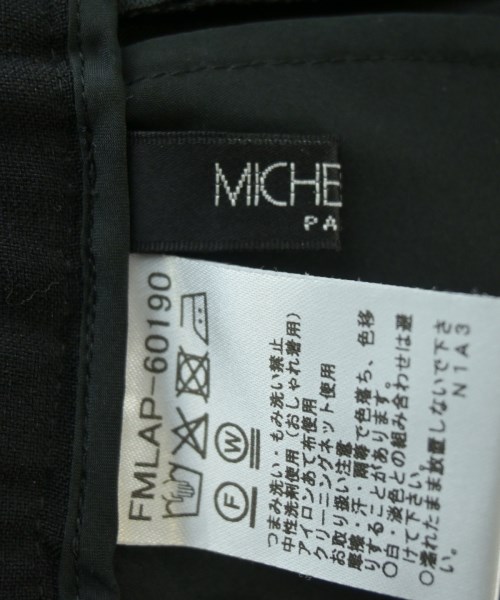 MICHE
PA
FMLAP-60190
W
F
つまみ洗い・もみ洗い禁止
中性洗剤使用（おしゃれ着用）
アイロンあて布使用
クリーニングネット使用
お取り扱い注意
摩擦・汗・雨等で色落ち、色移
りすることがあります。
○白・淡色との組み合わせは避
けて下さい。
○濡れたまま放置しないで下さ
い。
N1A3